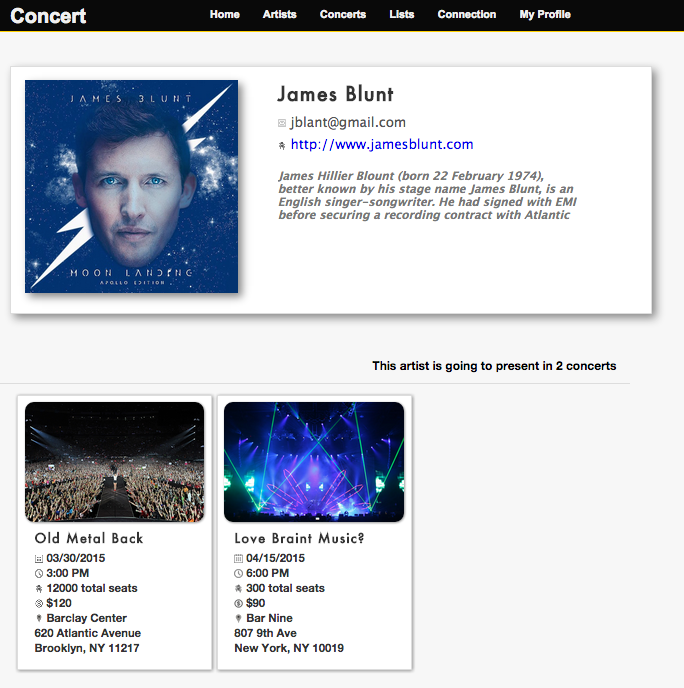 Concert
Home Artists Concerts Lists Connection My Profile
JAMES BLUNT
MOON LANDING
APOLLO EDITION
James Blunt
jblant@gmail.com
http://www.jamesblunt.com
James Hillier Blount (born 22 February 1974),
better known by his stage name James Blunt, is an
English singer-songwriter. He had signed with EMI
before securing a recording contract with Atlantic
This artist is going to present in 2 concerts
Old Metal Back
03/30/2015
3:00 PM
12000 total seats
$120
Barclay Center
620 Atlantic Avenue
Brooklyn, NY 11217
Love Braint Music?
04/15/2015
6:00 PM
300 total seats
$90
Bar Nine
807 9th Ave
New York, NY 10019